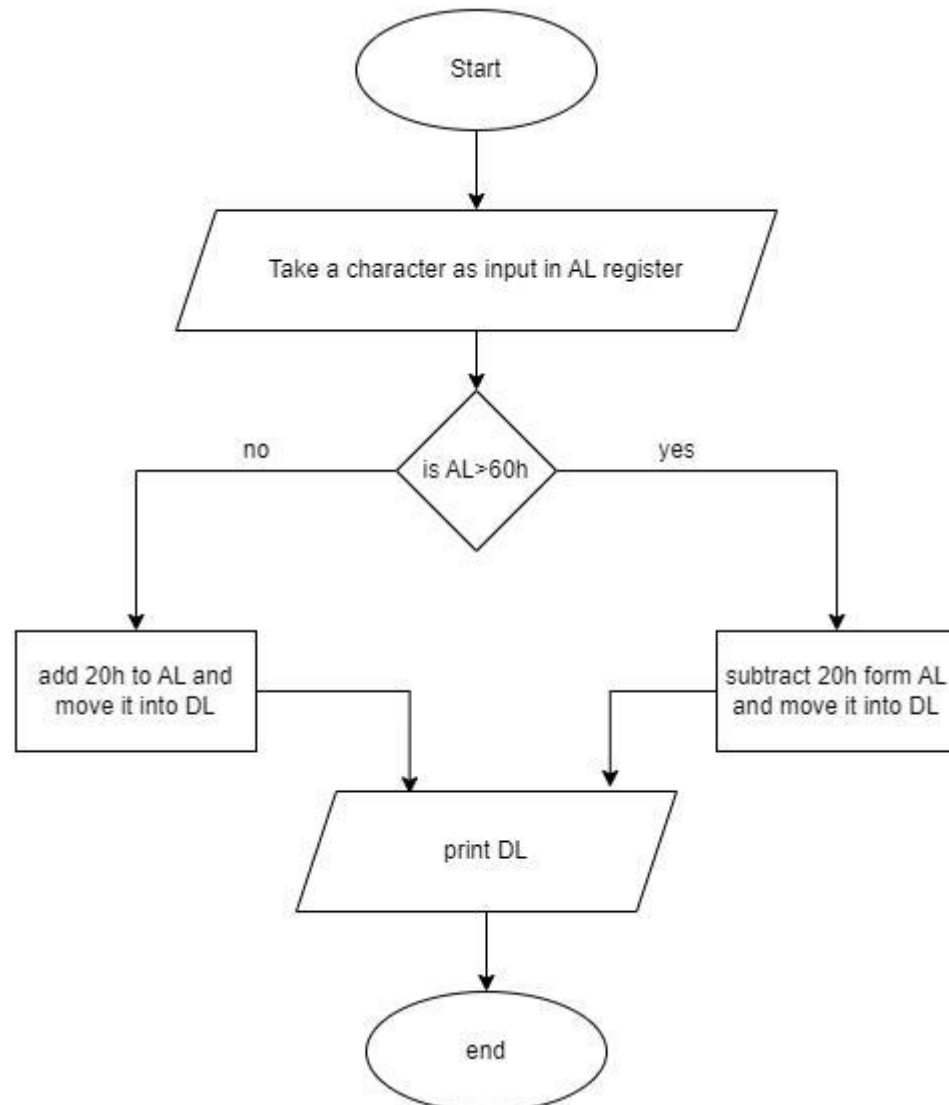 Start
Take a character as input in AL register
is AL>60h
no
yes
add 20h to AL and
move it into DL
subtract 20h form AL
and move it into DL
print DL
end